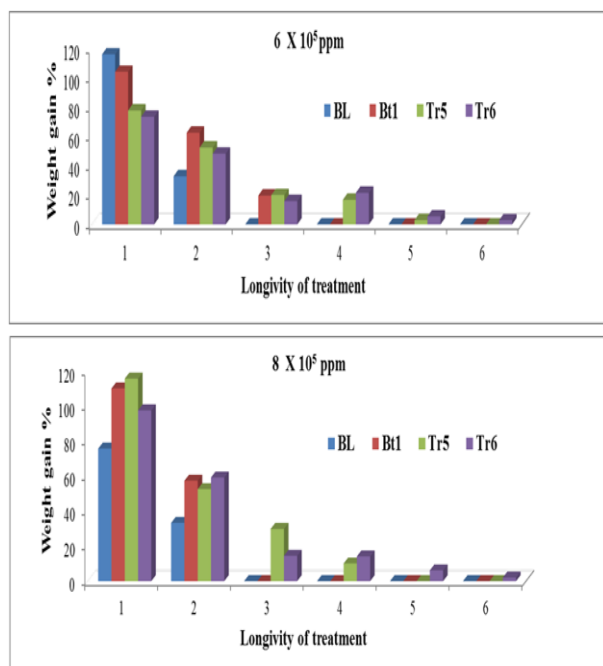 6 X 10⁵ ppm
120
100
80
60
40
20
0
Weight gain %
BL Bt1 Tr5 Tr6
1 2 3 4 5 6
Longivity of treatment
8 X 10⁵ ppm
120
100
80
60
40
20
0
Weight gain %
BL Bt1 Tr5 Tr6
1 2 3 4 5 6
Longivity of treatment